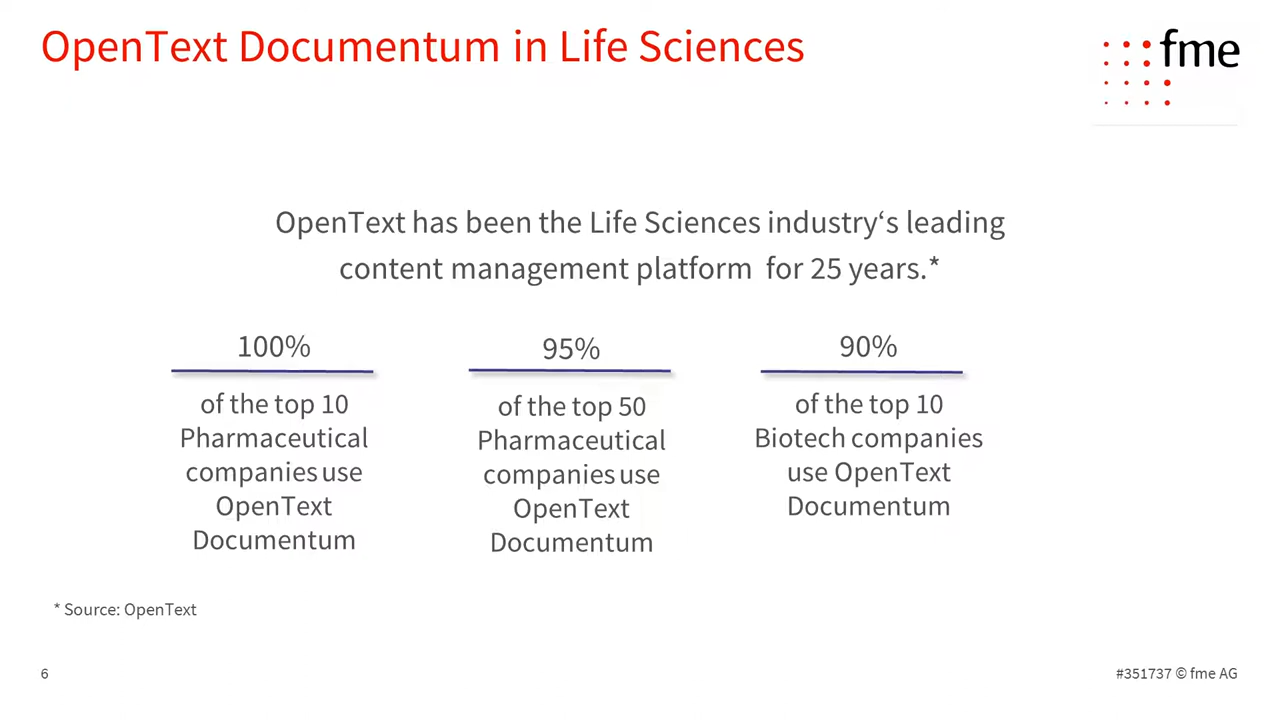 OpenText Documentum in Life Sciences
fme
OpenText has been the Life Sciences industry‘s leading
content management platform for 25 years.*
100%
of the top 10
Pharmaceutical
companies use
OpenText
Documentum
95%
of the top 50
Pharmaceutical
companies use
OpenText
Documentum
90%
of the top 10
Biotech companies
use OpenText
Documentum
* Source: OpenText
6
#351737 © fme AG